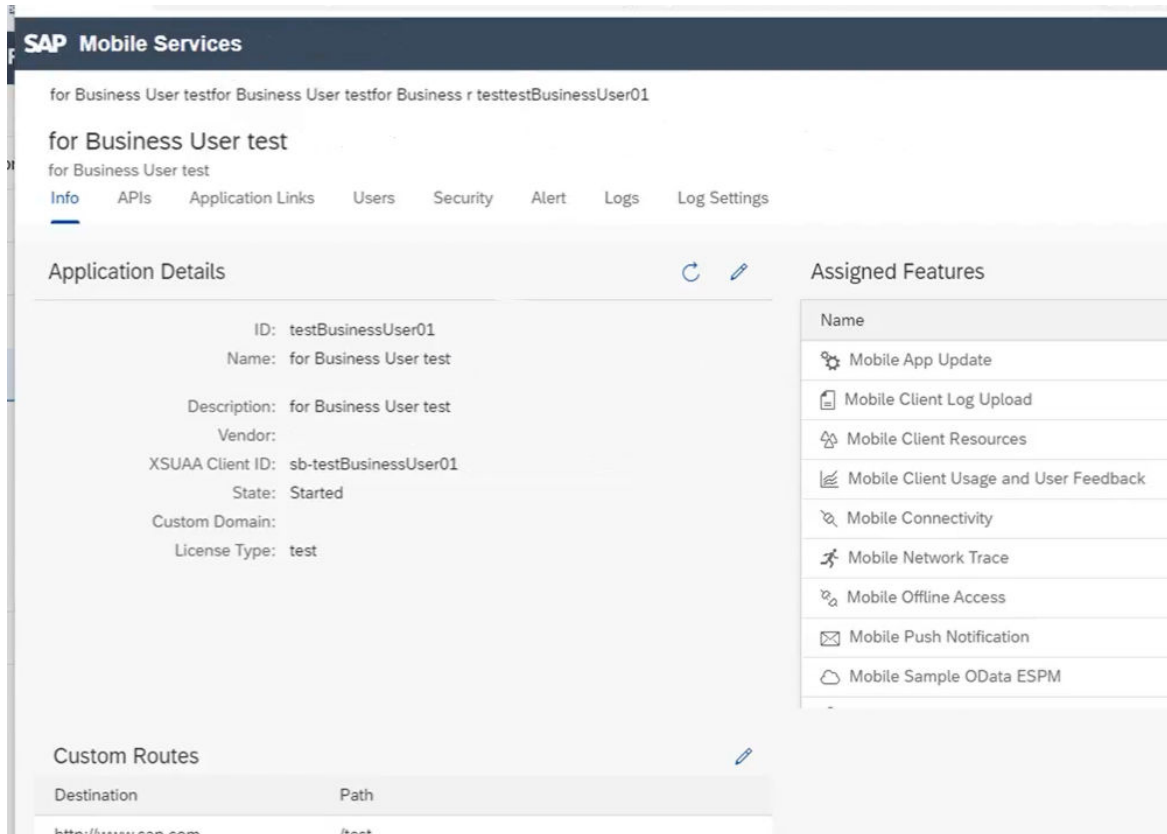 SAP Mobile Services
for Business User testfor Business User testfor Business r testtestBusinessUser01
for Business User test
for Business User test
Info APIs Application Links Users Security Alert Logs Log Settings
Application Details
ID: testBusinessUser01
Name: for Business User test
Description: for Business User test
Vendor:
XSUAA Client ID: sb-testBusinessUser01
State: Started
Custom Domain:
License Type: test
Assigned Features
Name
Mobile App Update
Mobile Client Log Upload
Mobile Client Resources
Mobile Client Usage and User Feedback
Mobile Connectivity
Mobile Network Trace
Mobile Offline Access
Mobile Push Notification
Mobile Sample OData ESPM
Custom Routes
Destination Path
http://www.sap.com /test